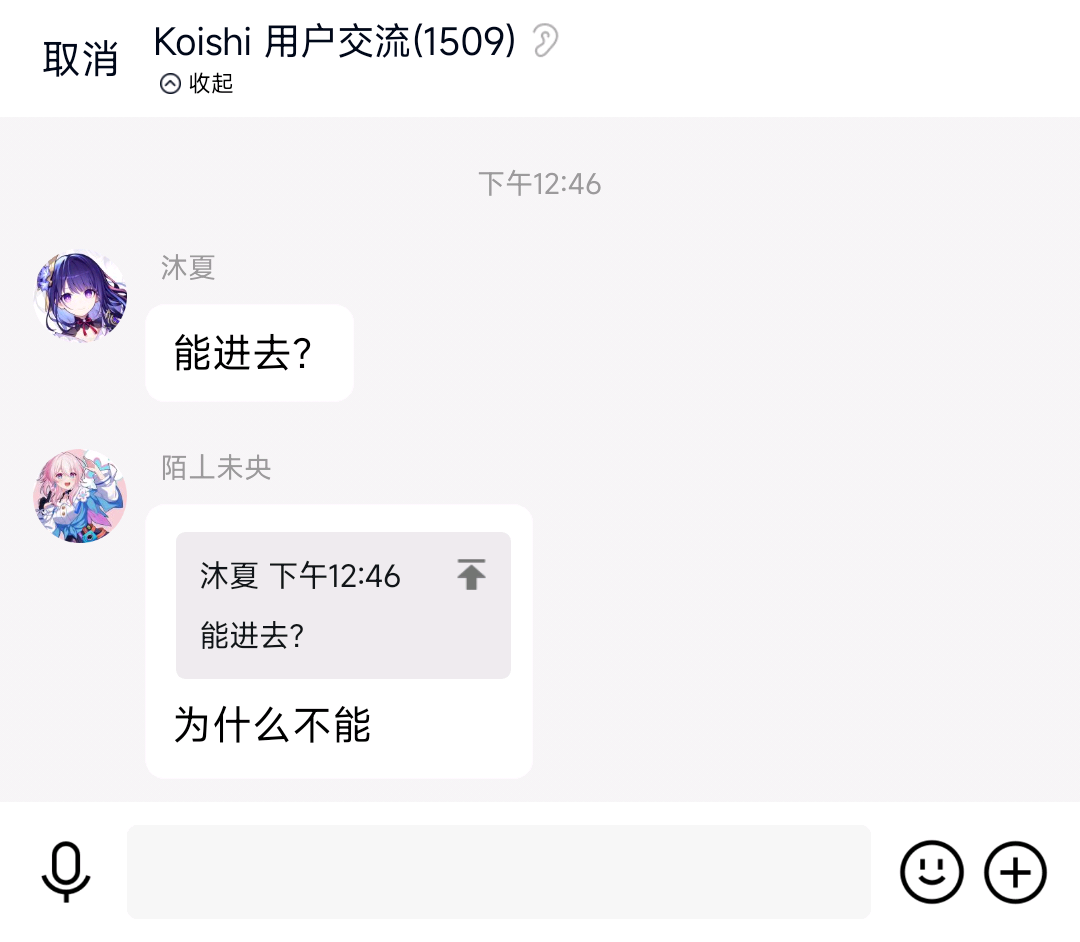 取消
Koishi 用户交流(1509)
收起
下午12:46
沐夏
能进去?
陌丄未央
沐夏 下午12:46
能进去?
为什么不能